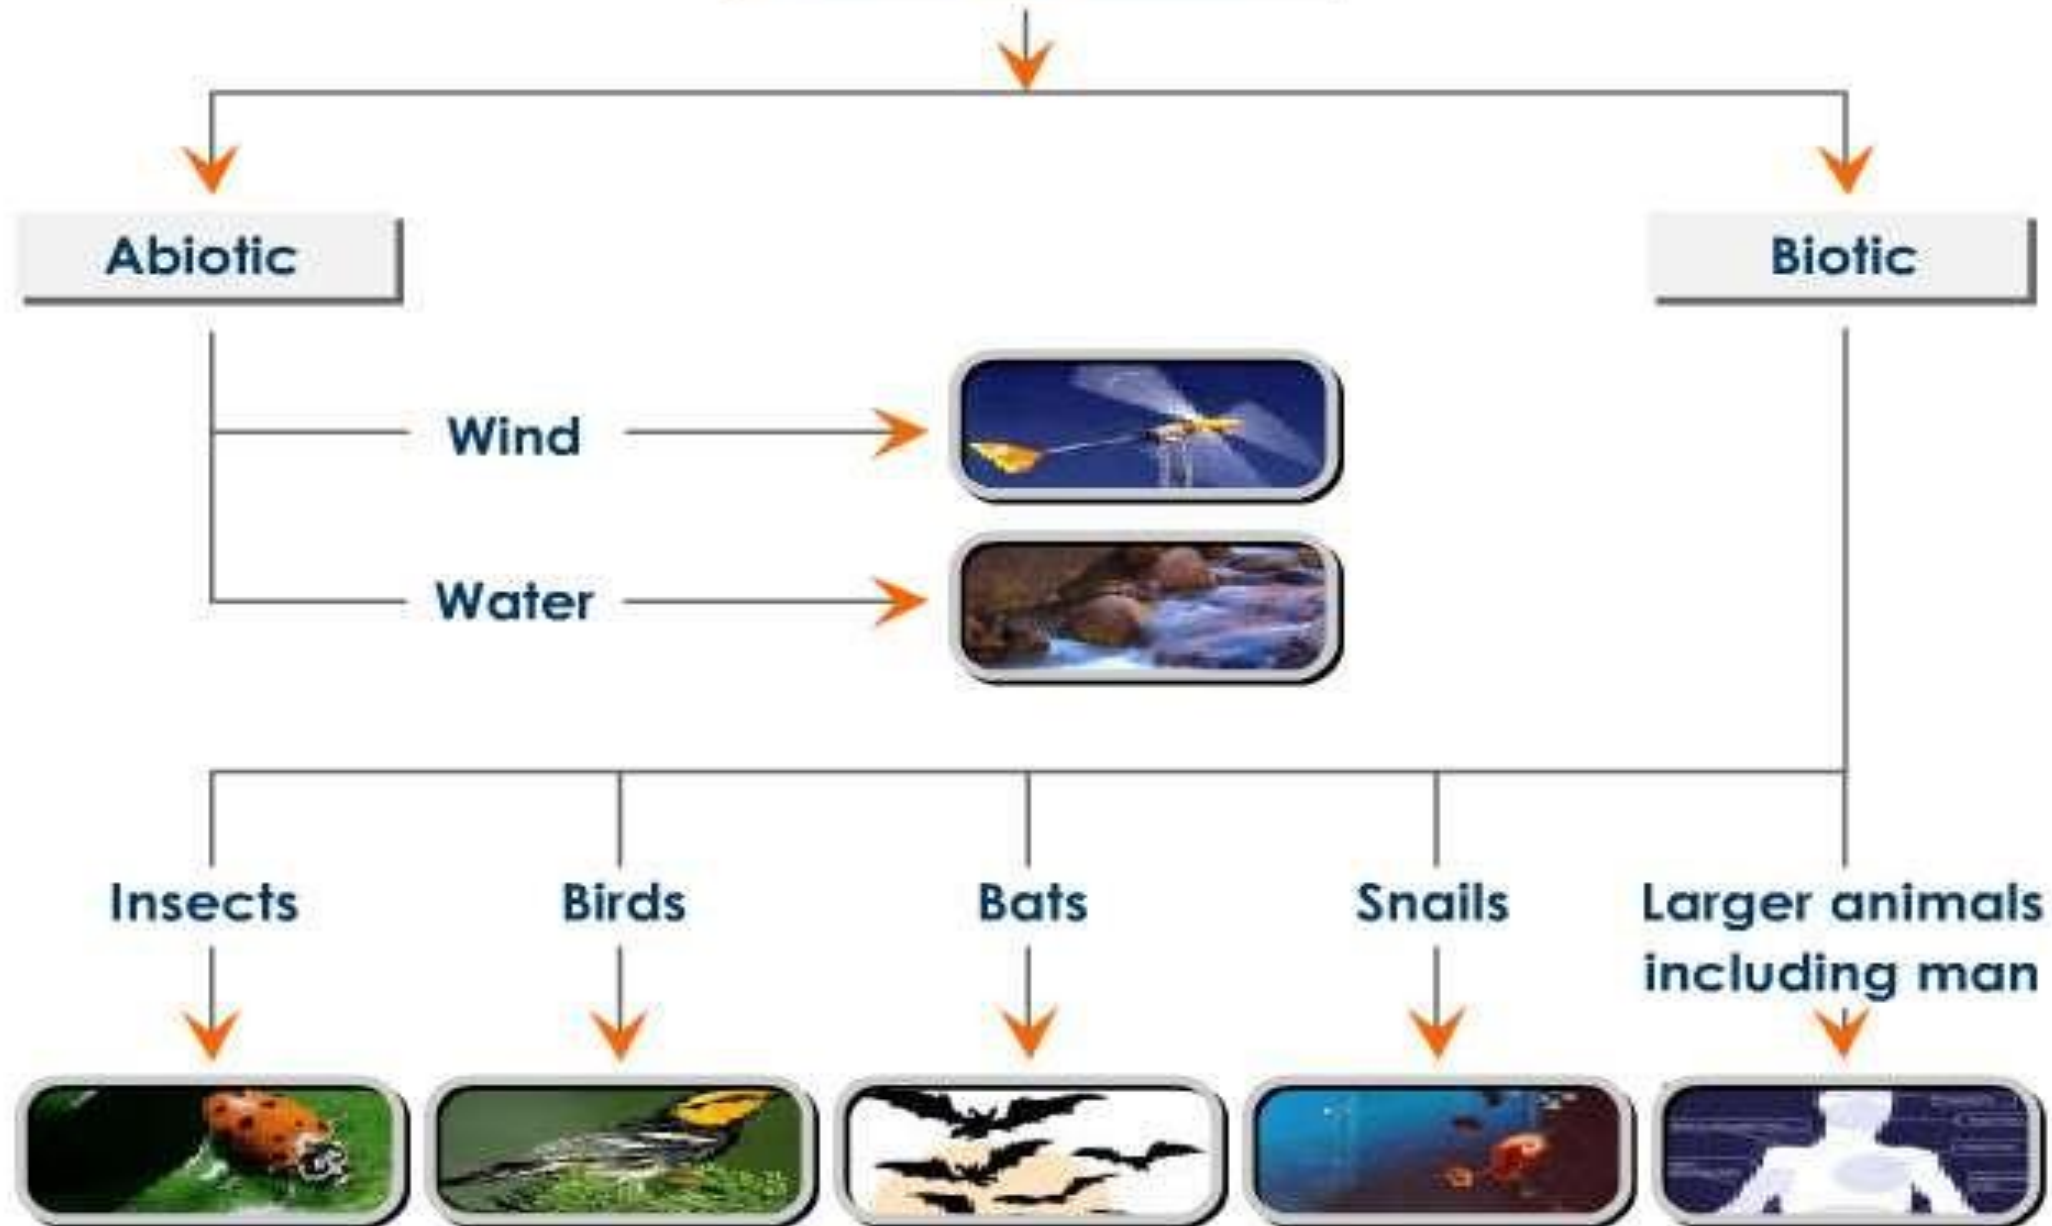 Abiotic
Biotic
Wind
Water
Insects
Birds
Bats
Snails
Larger animals
including man